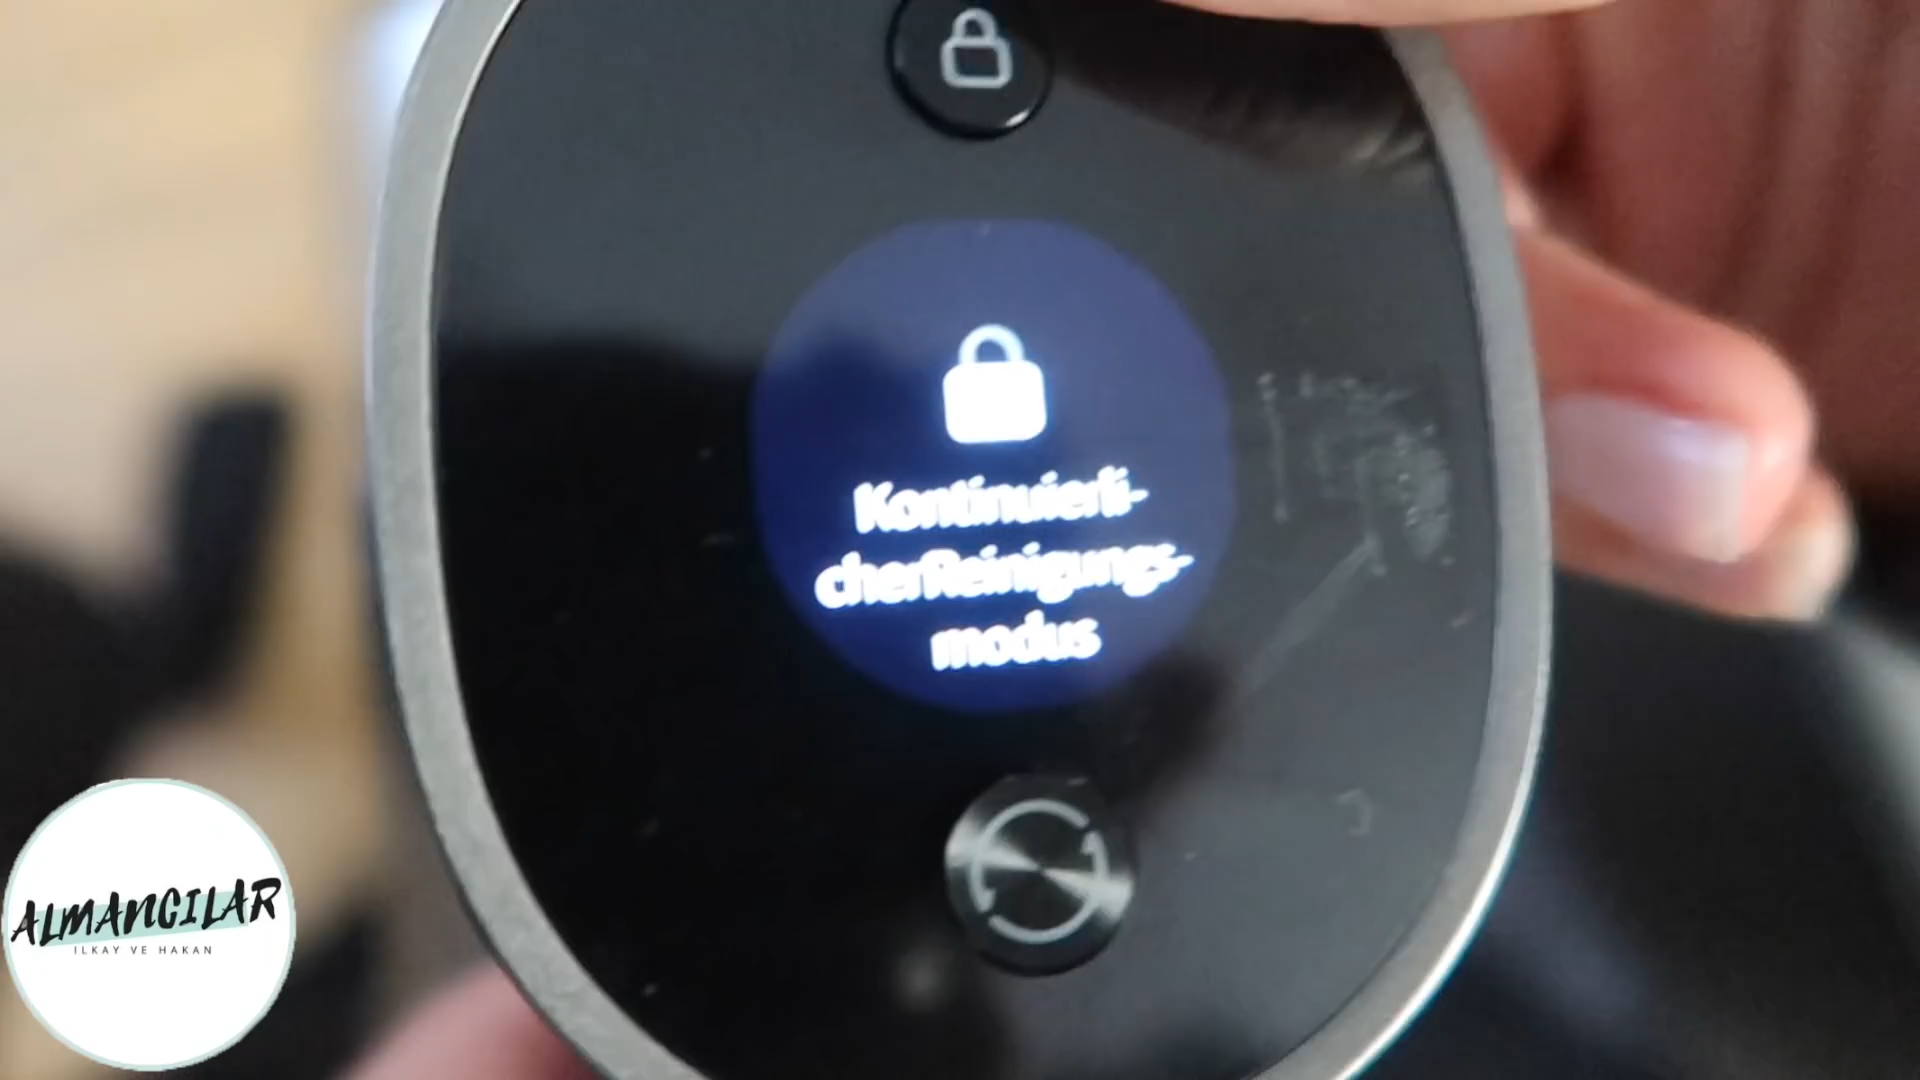 Kontinuierli-
cherReinigungs-
modus
ALMANCILAR
ILKAY VE HAKAN